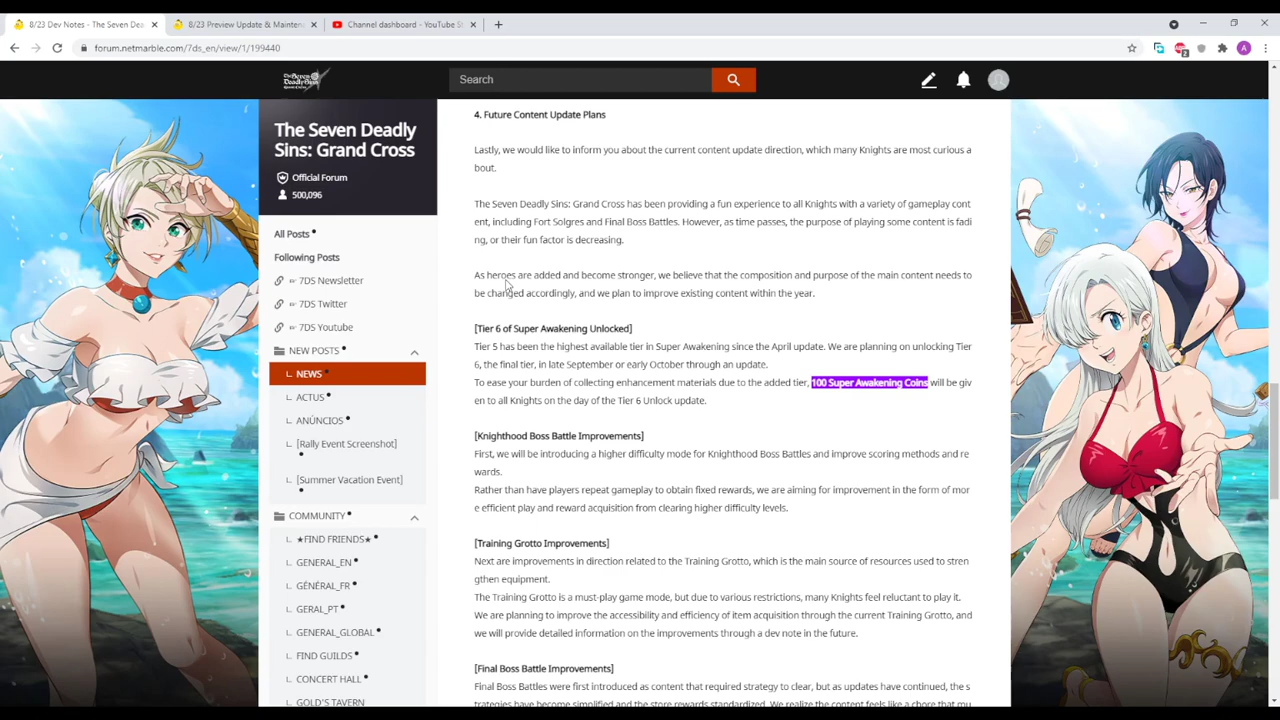 8/23 Dev Notes - The Seven Dea
8/23 Preview Update & Mainten
Channel dashboard - YouTube S
forum.netmarble.com/7ds_en/view/1/199440
A
2
Search
The Seven Deadly
Sins: Grand Cross
Official Forum
500,096
All Posts
Following Posts
7DS Newsletter
7DS Twitter
7DS Youtube
NEW POSTS
NEWS
ACTUS
ANÚNCIOS
[Rally Event Screenshot]
[Summer Vacation Event]
COMMUNITY
★FIND FRIENDS★
GENERAL_EN
GÉNÉRAL_FR
GERAL_PT
GENERAL_GLOBAL
FIND GUILDS
CONCERT HALL
GOLD'S TAVERN
4. Future Content Update Plans
Lastly, we would like to inform you about the current content update direction, which many Knights are most curious a
bout.
The Seven Deadly Sins: Grand Cross has been providing a fun experience to all Knights with a variety of gameplay cont
ent, including Fort Solgres and Final Boss Battles. However, as time passes, the purpose of playing some content is fadi
ng, or their fun factor is decreasing.
As heroes are added and become stronger, we believe that the composition and purpose of the main content needs to
be changed accordingly, and we plan to improve existing content within the year.
[Tier 6 of Super Awakening Unlocked]
Tier 5 has been the highest available tier in Super Awakening since the April update. We are planning on unlocking Tier
6, the final tier, in late September or early October through an update.
To ease your burden of collecting enhancement materials due to the added tier, 100 Super Awakening Coins will be giv
en to all Knights on the day of the Tier 6 Unlock update.
[Knighthood Boss Battle Improvements]
First, we will be introducing a higher difficulty mode for Knighthood Boss Battles and improve scoring methods and re
wards.
Rather than have players repeat gameplay to obtain fixed rewards, we are aiming for improvement in the form of mor
e efficient play and reward acquisition from clearing higher difficulty levels.
[Training Grotto Improvements]
Next are improvements in direction related to the Training Grotto, which is the main source of resources used to stren
gthen equipment.
The Training Grotto is a must-play game mode, but due to various restrictions, many Knights feel reluctant to play it.
We are planning to improve the accessibility and efficiency of item acquisition through the current Training Grotto, and
we will provide detailed information on the improvements through a dev note in the future.
[Final Boss Battle Improvements]
Final Boss Battles were first introduced as content that required strategy to clear, but as updates have continued, the s
trategies have become simplified and the store rewards standardized. We realize the content feels like a chore that mu